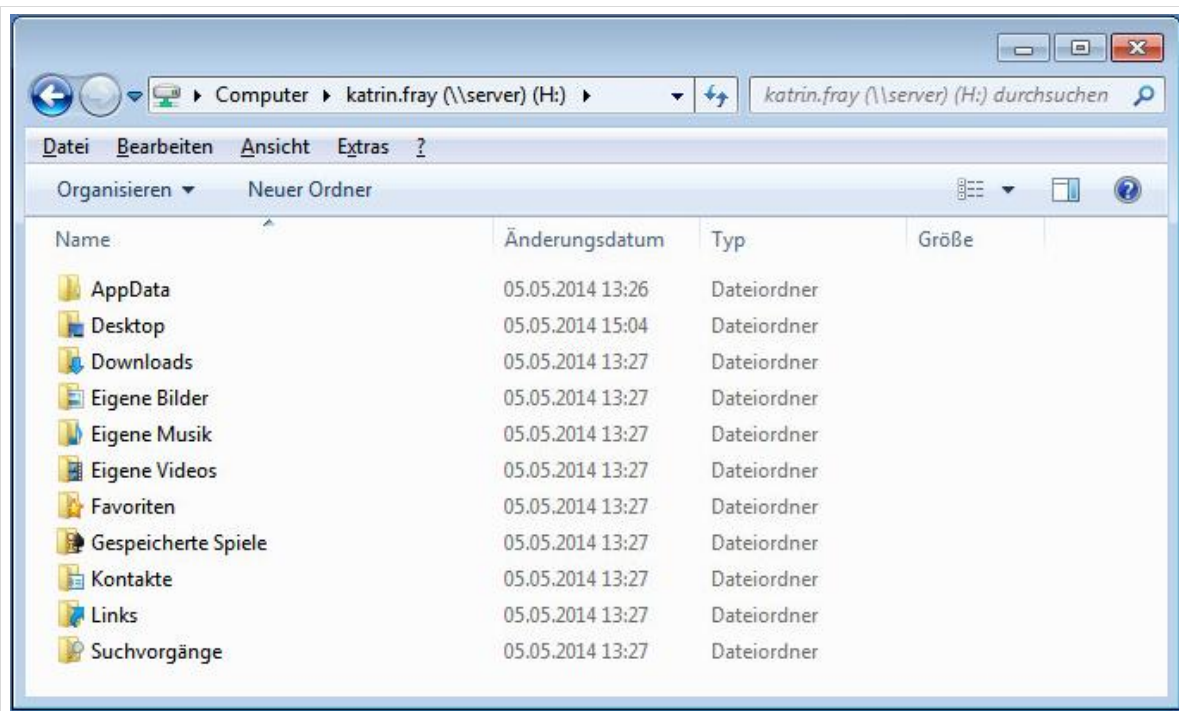 Computer katrin.fray (\\server) (H:) katrin.fray (\\server) (H:) durchsuchen
Datei Bearbeiten Ansicht Extras ?
Organisieren Neuer Ordner
Name Änderungsdatum Typ Größe
AppData 05.05.2014 13:26 Dateiordner
Desktop 05.05.2014 15:04 Dateiordner
Downloads 05.05.2014 13:27 Dateiordner
Eigene Bilder 05.05.2014 13:27 Dateiordner
Eigene Musik 05.05.2014 13:27 Dateiordner
Eigene Videos 05.05.2014 13:27 Dateiordner
Favoriten 05.05.2014 13:27 Dateiordner
Gespeicherte Spiele 05.05.2014 13:27 Dateiordner
Kontakte 05.05.2014 13:27 Dateiordner
Links 05.05.2014 13:27 Dateiordner
Suchvorgänge 05.05.2014 13:27 Dateiordner